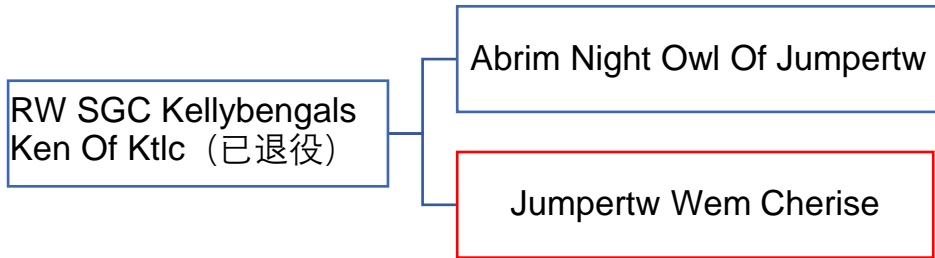 Abrim Night Owl Of Jumpertw
RW SGC Kellybengals
Ken Of Ktlc（已退役）
Jumpertw Wem Cherise